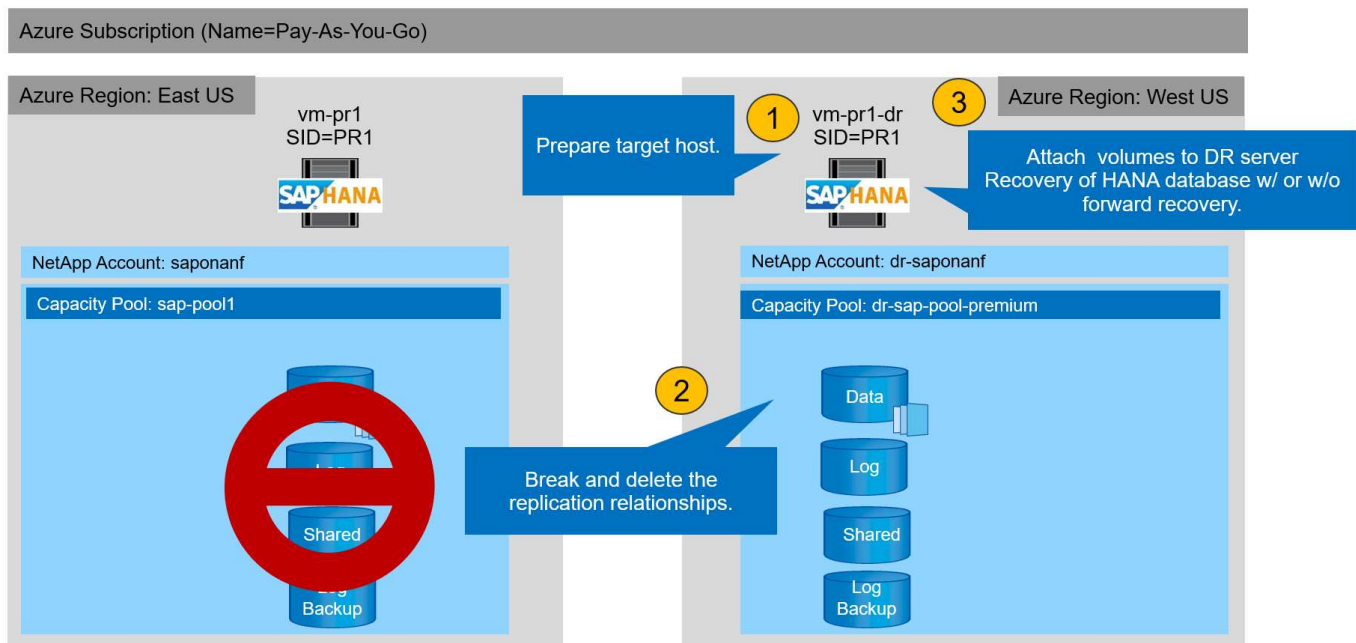 Azure Subscription (Name=Pay-As-You-Go)
Azure Region: East US
vm-pr1
SID=PR1
SAP HANA
NetApp Account: saponanf
Capacity Pool: sap-pool1
Shared
Log
Backup
Prepare target host.
1
2
Break and delete the
replication relationships.
vm-pr1-dr
SID=PR1
SAP HANA
3
Azure Region: West US
Attach volumes to DR server
Recovery of HANA database w/ or w/o
forward recovery.
NetApp Account: dr-saponanf
Capacity Pool: dr-sap-pool-premium
Data
Log
Shared
Log
Backup